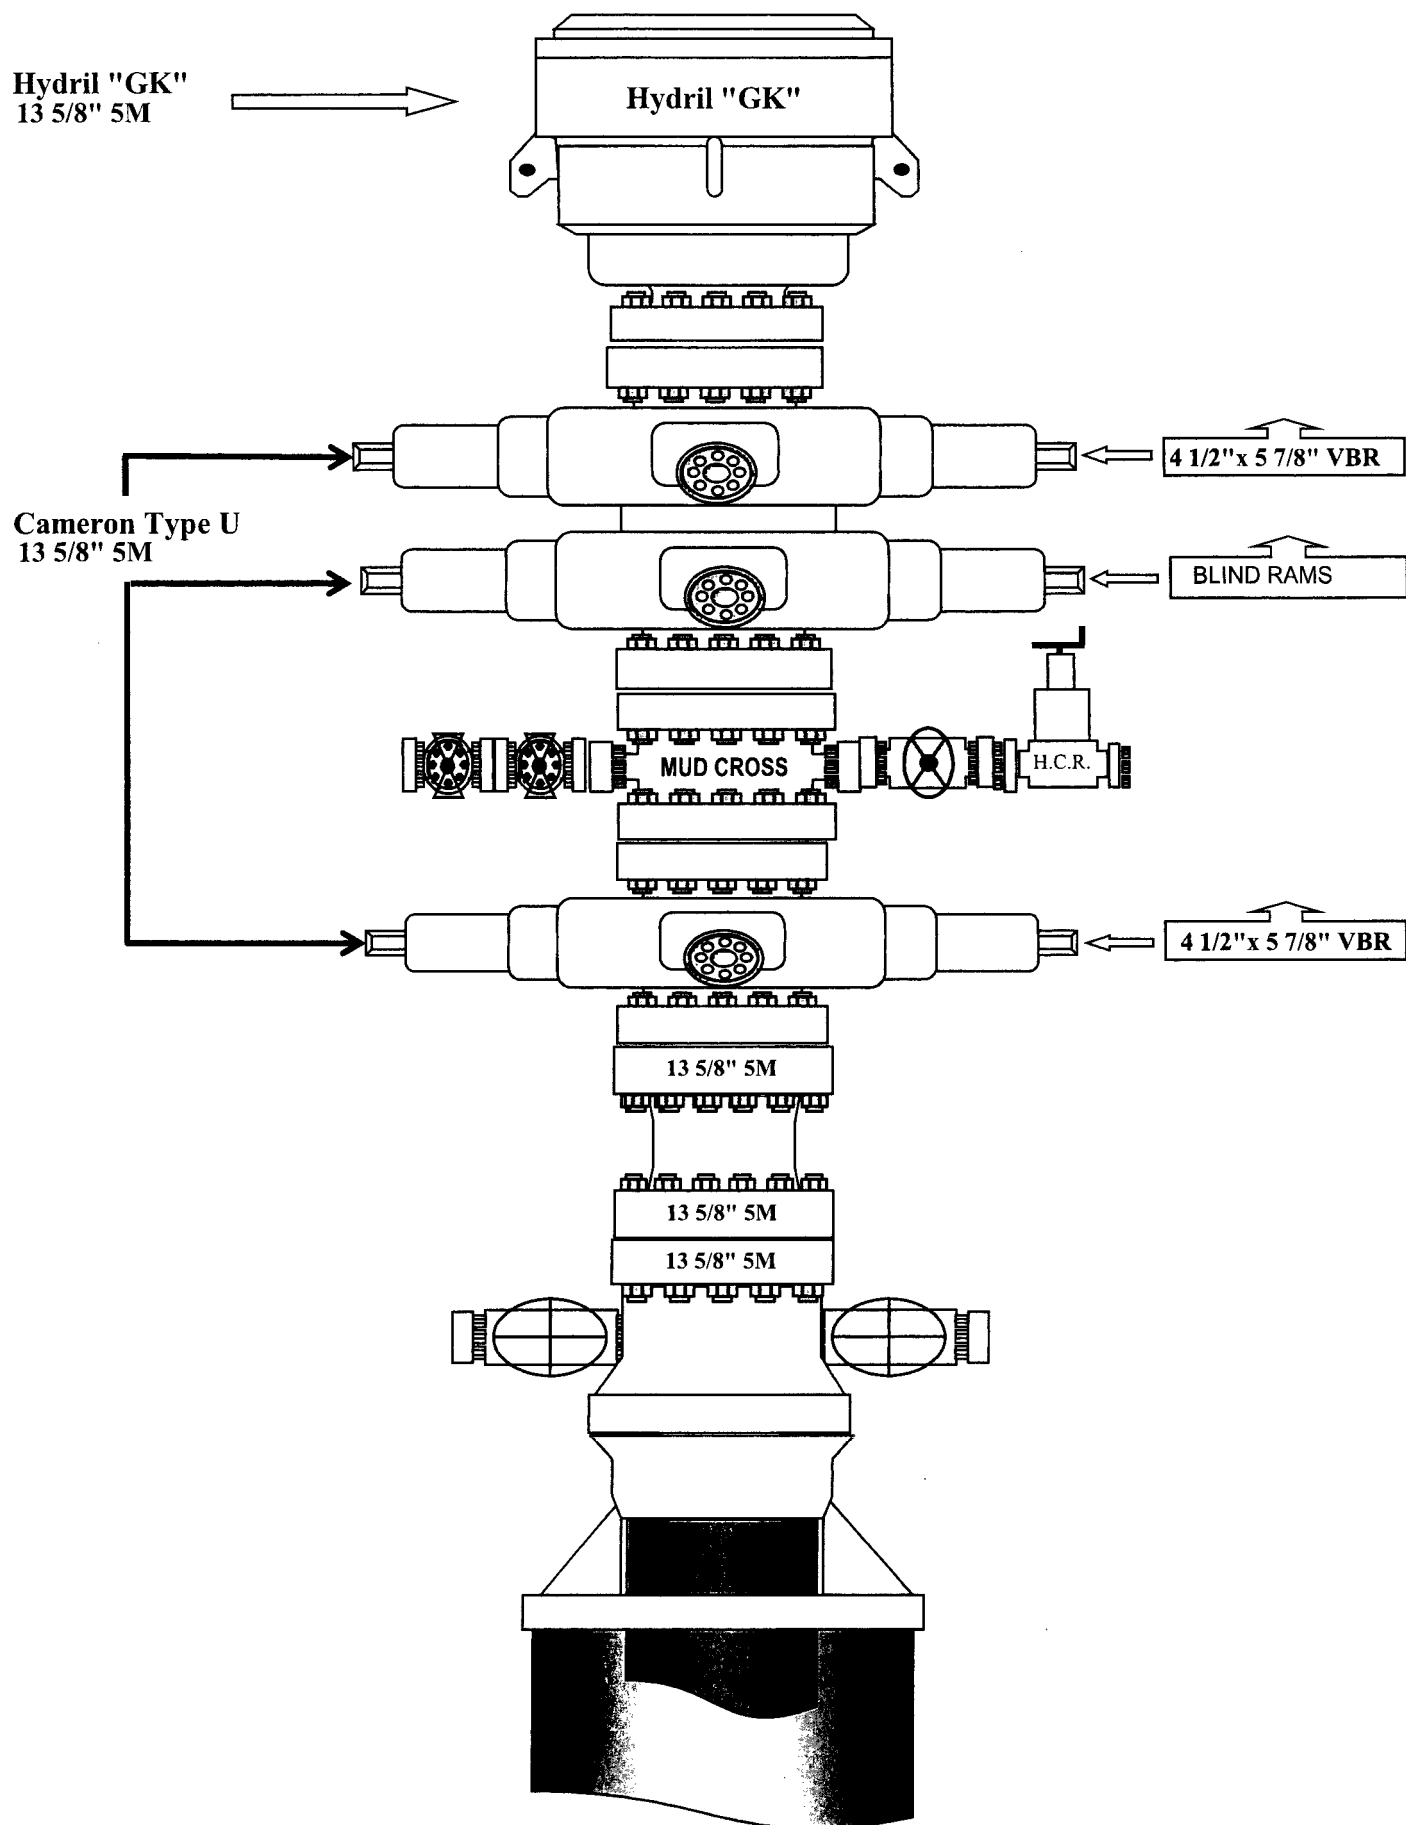 Hydril "GK"
13 5/8" 5M
Hydril "GK"
4 1/2"x 5 7/8" VBR
Cameron Type U
13 5/8" 5M
BLIND RAMS
MUD CROSS
H.C.R.
4 1/2"x 5 7/8" VBR
13 5/8" 5M
13 5/8" 5M
13 5/8" 5M